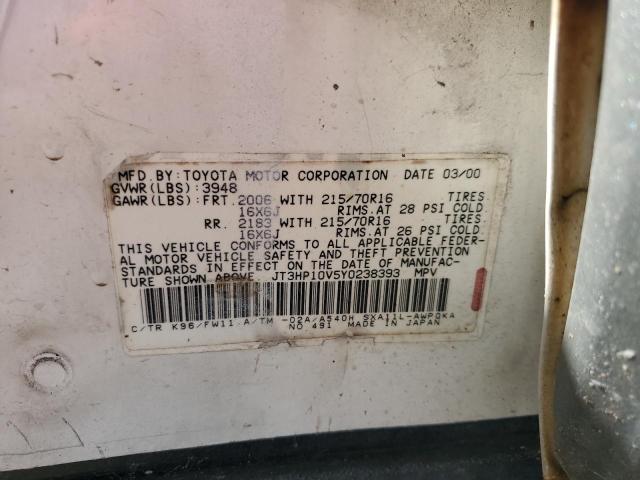 MFD.BY:TOYOTA MOTOR CORPORATION DATE 03/00
GVWR(LBS):3948
GAWR(LBS):FRT.2006 WITH 215/70R16 TIRES
16X6J RIMS.AT 28 PSI COLD
RR. 2183 WITH 215/70R16 TIRES
16X6J RIMS.AT 26 PSI COLD.
THIS VEHICLE CONFORMS TO ALL APPLICABLE FEDER-
AL MOTOR VEHICLE SAFETY AND THEFT PREVENTION
STANDARDS IN EFFECT ON THE DATE OF MANUFAC-
TURE SHOWN ABOVE. JT3HP10V5Y0238393 MPV
C/TR K96/FW11.A/TM -02A/A540H SXA11L-AWPGKA
NO 491 MADE IN JAPAN